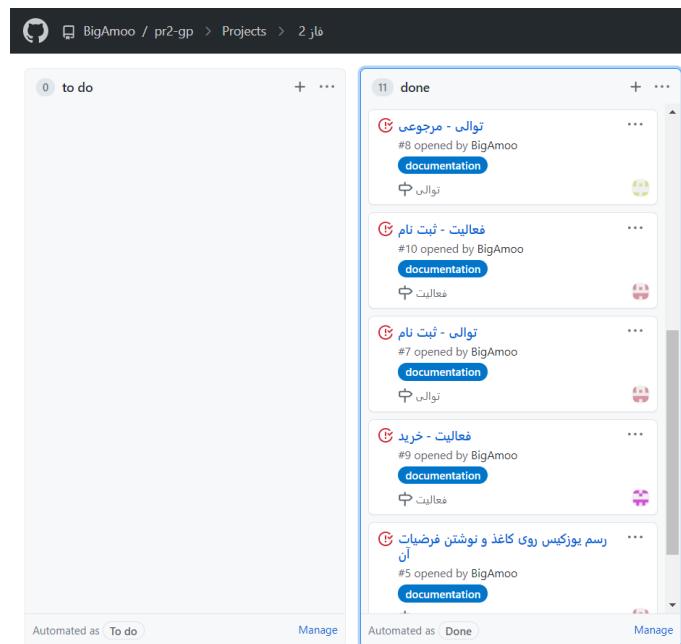 BigAmoo / pr2-gp > Projects > فاز 2
0 to do
11 done
توالی - مرجوعی
#8 opened by BigAmoo
documentation
توالی
فعالیت - ثبت نام
#10 opened by BigAmoo
documentation
فعالیت
توالی - ثبت نام
#7 opened by BigAmoo
documentation
توالی
فعالیت - خرید
#9 opened by BigAmoo
documentation
فعالیت
رسم یوزکیس روی کاغذ و نوشتن فرضیات
آن
#5 opened by BigAmoo
documentation
Automated as To do Manage
Automated as Done Manage